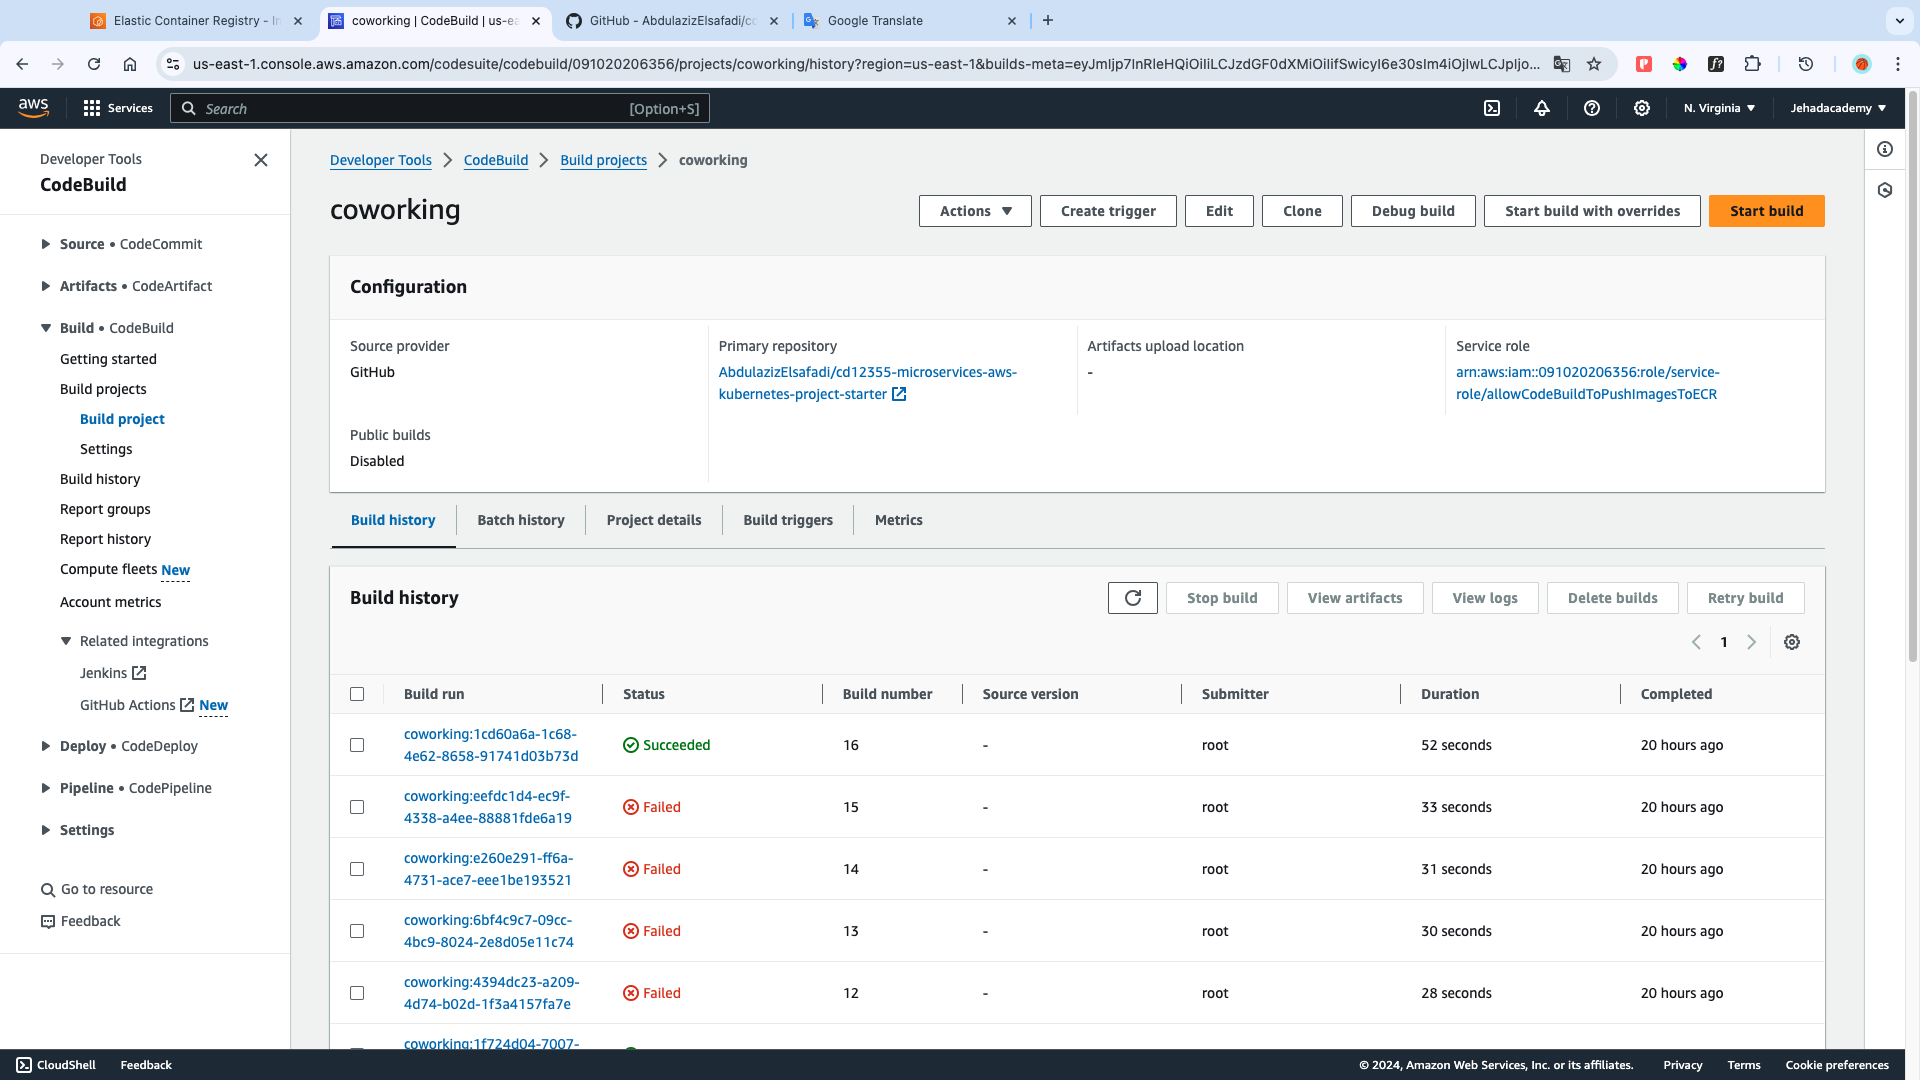 Elastic Container Registry - In
coworking | CodeBuild | us-ea
GitHub - AbdulazizElsafadi/cd
Google Translate
us-east-1.console.aws.amazon.com/codesuite/codebuild/091020206356/projects/coworking/history?region=us-east-1&builds-meta=eyJmIjp7InRleHQiOiIiLCJzdGF0dXMiOiIifSwicyI6e30sIm4iOjIwLCJpIjo...
aws
Services
Search
[Option+S]
N. Virginia
Jehadacademy
Developer Tools
CodeBuild
Source • CodeCommit
Artifacts • CodeArtifact
Build • CodeBuild
Getting started
Build projects
Build project
Settings
Build history
Report groups
Report history
Compute fleets New
Account metrics
Related integrations
Jenkins
GitHub Actions New
Deploy • CodeDeploy
Pipeline • CodePipeline
Settings
Go to resource
Feedback
Developer Tools > CodeBuild > Build projects > coworking
coworking
Actions
Create trigger
Edit
Clone
Debug build
Start build with overrides
Start build
Configuration
Source provider
GitHub
Primary repository
AbdulazizElsafadi/cd12355-microservices-aws-
kubernetes-project-starter
Artifacts upload location
-
Service role
arn:aws:iam::091020206356:role/service-
role/allowCodeBuildToPushImagesToECR
Public builds
Disabled
Build history
Batch history
Project details
Build triggers
Metrics
Build history
Stop build
View artifacts
View logs
Delete builds
Retry build
1
Build run Status Build number Source version Submitter Duration Completed
coworking:1cd60a6a-1c68-
4e62-8658-91741d03b73d
Succeeded 16 - root 52 seconds 20 hours ago
coworking:eefdc1d4-ec9f-
4338-a4ee-88881fde6a19
Failed 15 - root 33 seconds 20 hours ago
coworking:e260e291-ff6a-
4731-ace7-eee1be193521
Failed 14 - root 31 seconds 20 hours ago
coworking:6bf4c9c7-09cc-
4bc9-8024-2e8d05e11c74
Failed 13 - root 30 seconds 20 hours ago
coworking:4394dc23-a209-
4d74-b02d-1f3a4157fa7e
Failed 12 - root 28 seconds 20 hours ago
coworking:1f724d04-7007-
CloudShell
Feedback
© 2024, Amazon Web Services, Inc. or its affiliates.
Privacy
Terms
Cookie preferences